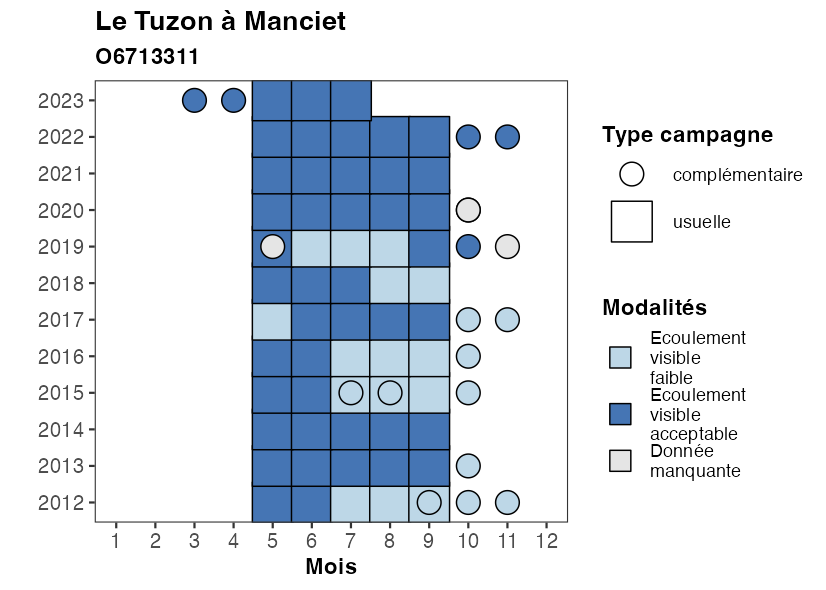 Le Tuzon à Manciet
O6713311
2023
2022
2021
2020
2019
2018
2017
2016
2015
2014
2013
2012
1 2 3 4 5 6 7 8 9 10 11 12
Mois
Type campagne
complémentaire
usuelle
Modalités
Ecoulement
visible
faible
Ecoulement
visible
acceptable
Donnée
manquante